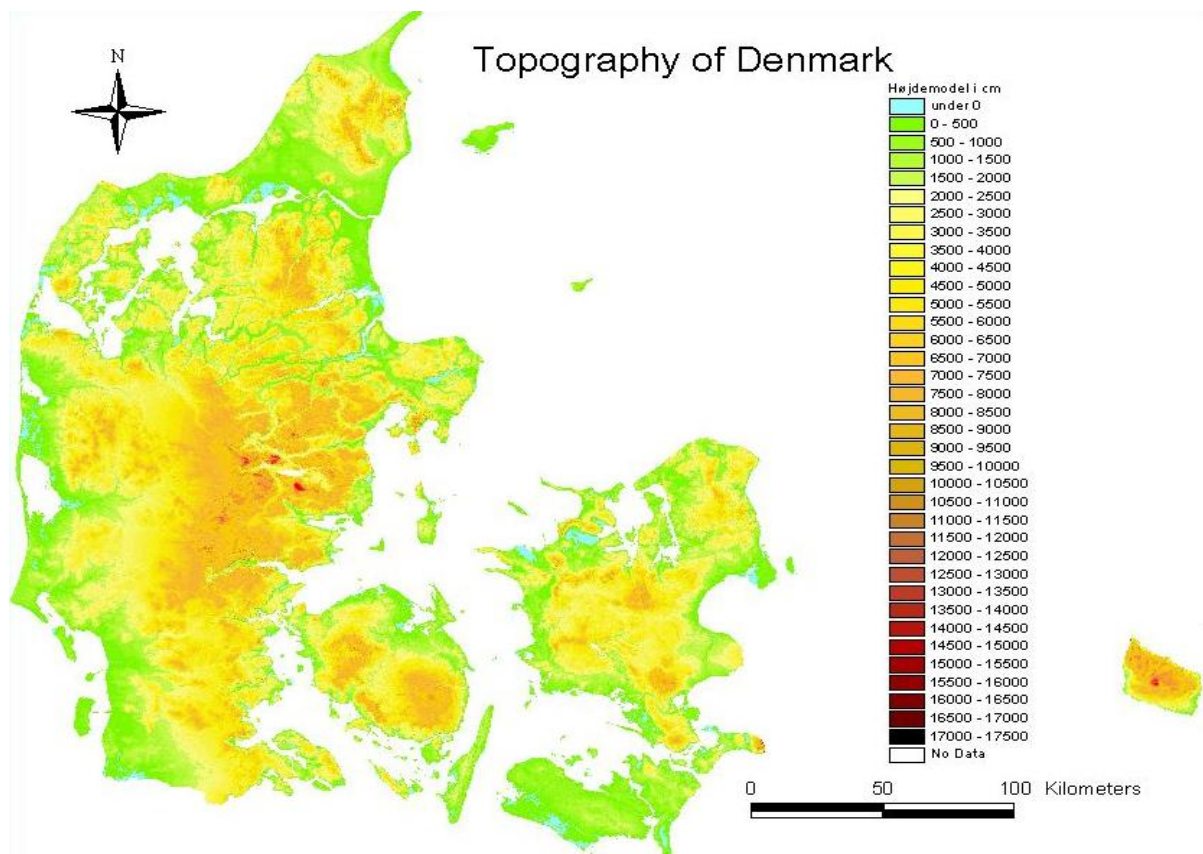 Topography of Denmark
N
Højdemodel i cm
under 0
0 - 500
500 - 1000
1000 - 1500
1500 - 2000
2000 - 2500
2500 - 3000
3000 - 3500
3500 - 4000
4000 - 4500
4500 - 5000
5000 - 5500
5500 - 6000
6000 - 6500
6500 - 7000
7000 - 7500
7500 - 8000
8000 - 8500
8500 - 9000
9000 - 9500
9500 - 10000
10000 - 10500
10500 - 11000
11000 - 11500
11500 - 12000
12000 - 12500
12500 - 13000
13000 - 13500
13500 - 14000
14000 - 14500
14500 - 15000
15000 - 15500
15500 - 16000
16000 - 16500
16500 - 17000
17000 - 17500
No Data
0 50 100 Kilometers